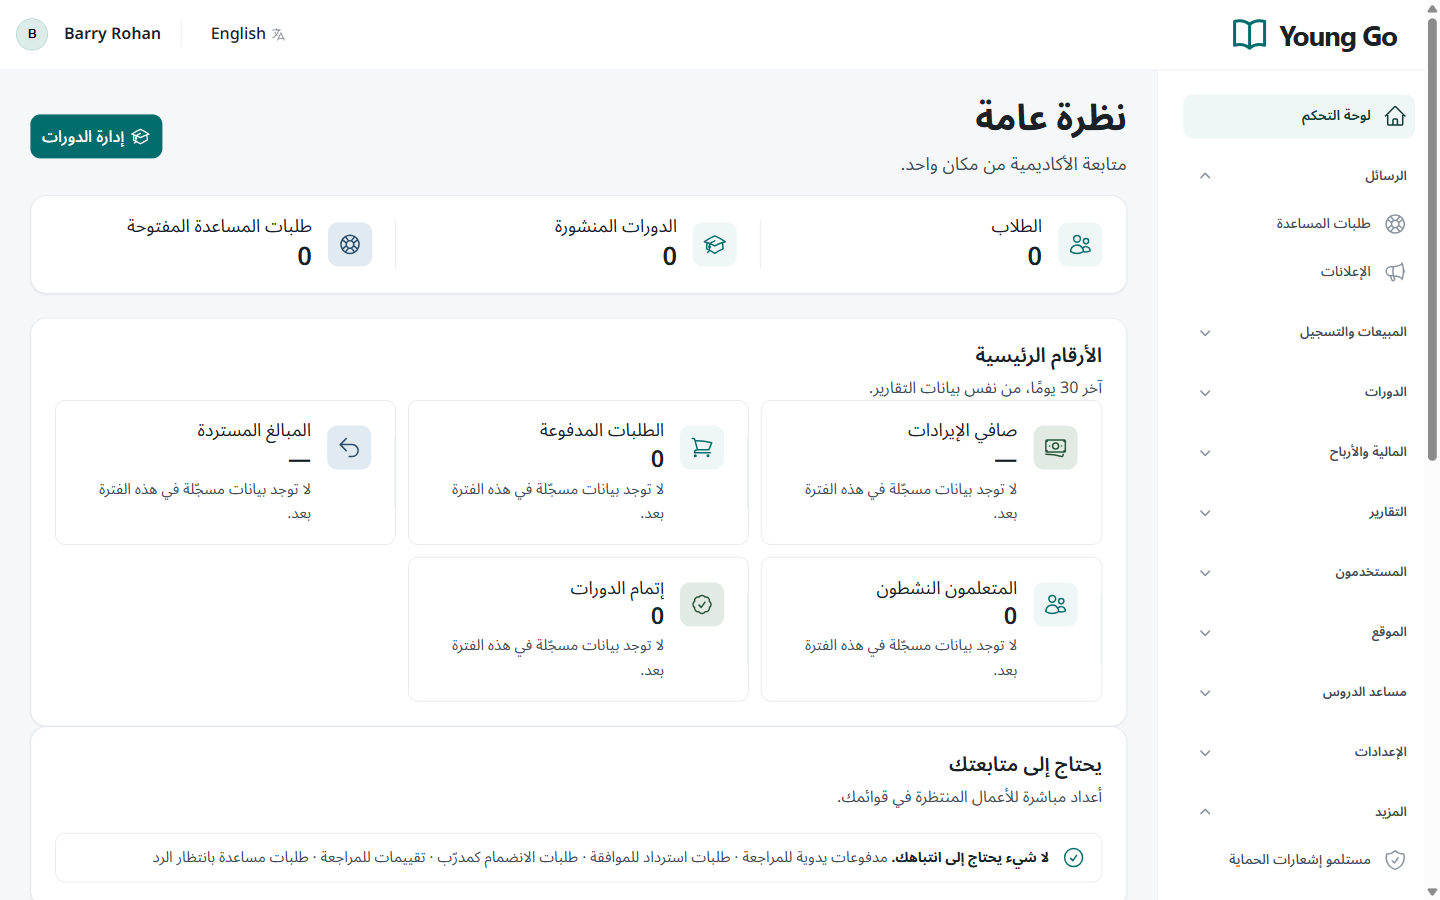 Young Go
English
Barry Rohan
B
لوحة التحكم
الرسائل
طلبات المساعدة
الإعلانات
المبيعات والتسجيل
الدورات
المالية والأرباح
التقارير
المستخدمون
الموقع
مساعد الدروس
الإعدادات
المزيد
مستلمو إشعارات الحماية
نظرة عامة
متابعة الأكاديمية من مكان واحد.
إدارة الدورات
الطلاب
0
الدورات المنشورة
0
طلبات المساعدة المفتوحة
0
الأرقام الرئيسية
آخر 30 يومًا، من نفس بيانات التقارير.
صافي الإيرادات
—
لا توجد بيانات مسجّلة في هذه الفترة
بعد.
الطلبات المدفوعة
0
لا توجد بيانات مسجّلة في هذه الفترة
بعد.
المبالغ المستردة
—
لا توجد بيانات مسجّلة في هذه الفترة
بعد.
المتعلمون النشطون
0
لا توجد بيانات مسجّلة في هذه الفترة
بعد.
إتمام الدورات
0
لا توجد بيانات مسجّلة في هذه الفترة
بعد.
يحتاج إلى متابعتك
أعداد مباشرة للأعمال المنتظرة في قوائمك.
لا شيء يحتاج إلى انتباهك. مدفوعات يدوية للمراجعة · طلبات استرداد للموافقة · طلبات الانضمام كمدرّب · تقييمات للمراجعة · طلبات مساعدة بانتظار الرد